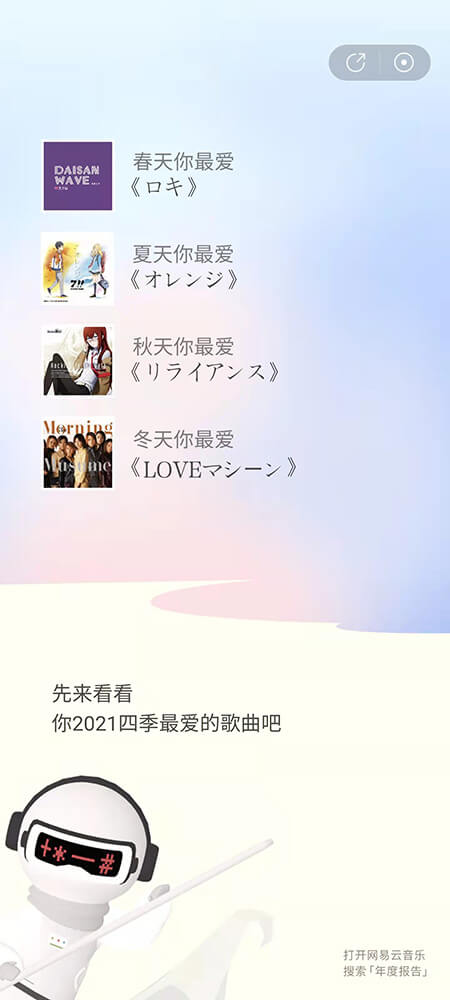 DAISAN
WAVE
春天你最爱
《ロキ》
夏天你最爱
《オレンジ》
7!!
秋天你最爱
《リライアンス》
冬天你最爱
《LOVEマシーン》
Morning
Musume
先来看看
你2021四季最爱的歌曲吧
+*—#
打开网易云音乐
搜索「年度报告」